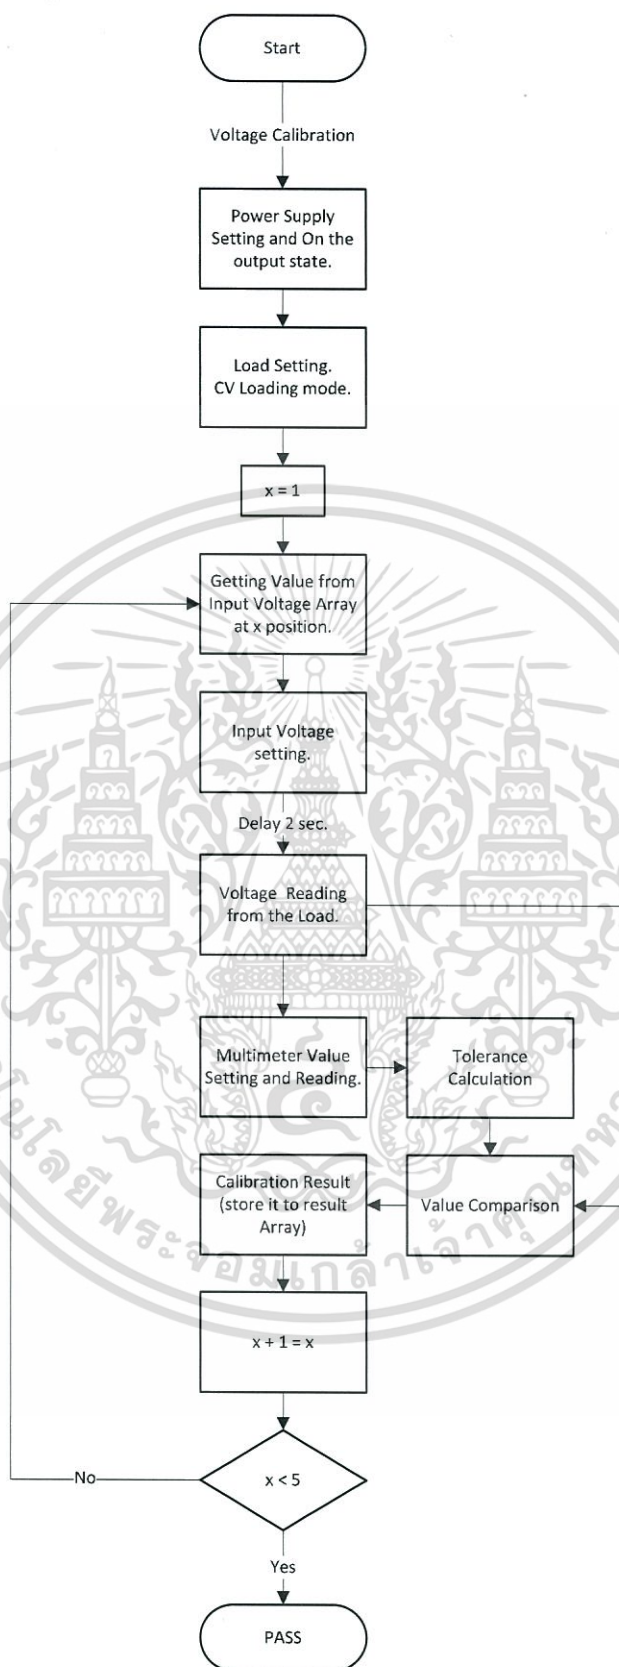 Start
Voltage Calibration
Power Supply
Setting and On the
output state.
Load Setting.
CV Loading mode.
x = 1
Getting Value from
Input Voltage Array
at x position.
Input Voltage
setting.
Delay 2 sec.
Voltage Reading
from the Load.
Multimeter Value
Setting and Reading.
Tolerance
Calculation
Calibration Result
(store it to result
Array)
Value Comparison
x + 1 = x
x < 5
No
Yes
PASS